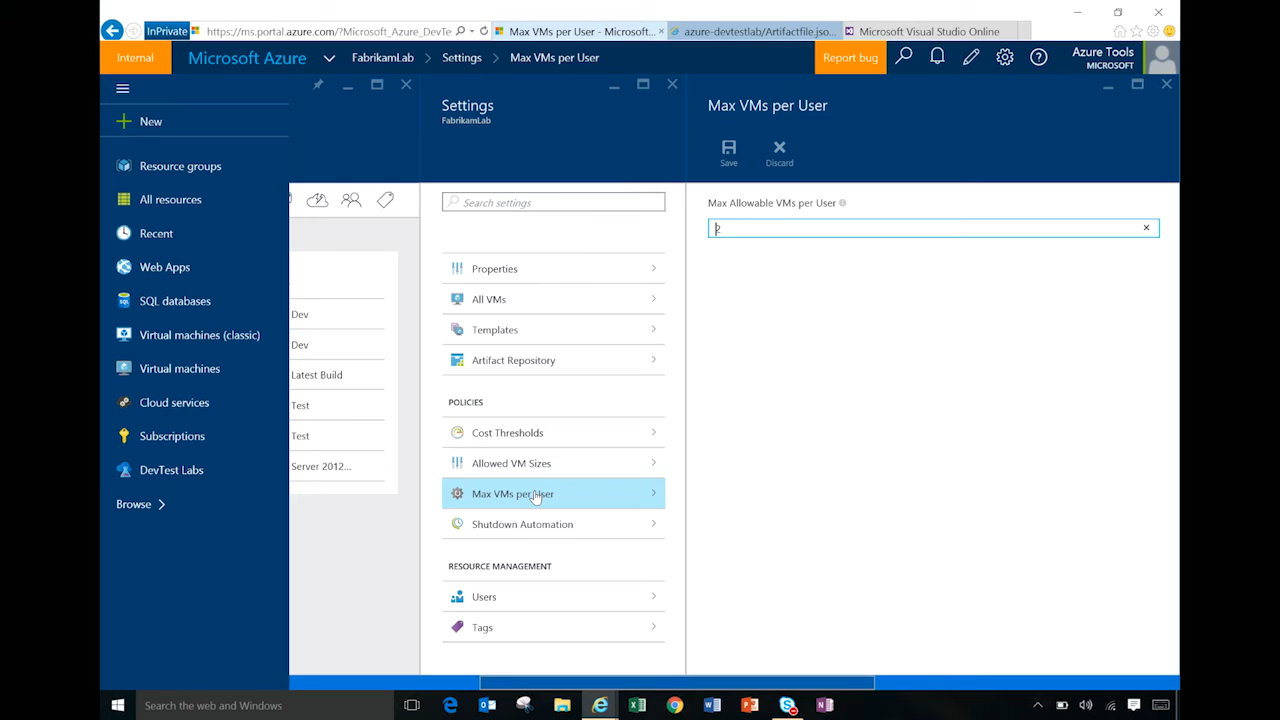 InPrivate
https://ms.portal.azure.com/?Microsoft_Azure_DevTe
Max VMs per User - Microsoft...
azure-devtestlab/Artifactfile.jso...
Microsoft Visual Studio Online
Internal
Microsoft Azure
FabrikamLab
Settings
Max VMs per User
Report bug
Azure Tools
MICROSOFT
New
Resource groups
All resources
Recent
Web Apps
SQL databases
Virtual machines (classic)
Virtual machines
Cloud services
Subscriptions
DevTest Labs
Browse
Dev
Dev
Latest Build
Test
Test
Server 2012...
Settings
FabrikamLab
Search settings
Properties
All VMs
Templates
Artifact Repository
POLICIES
Cost Thresholds
Allowed VM Sizes
Max VMs per User
Shutdown Automation
RESOURCE MANAGEMENT
Users
Tags
Max VMs per User
Save
Discard
Max Allowable VMs per User
2
Search the web and Windows